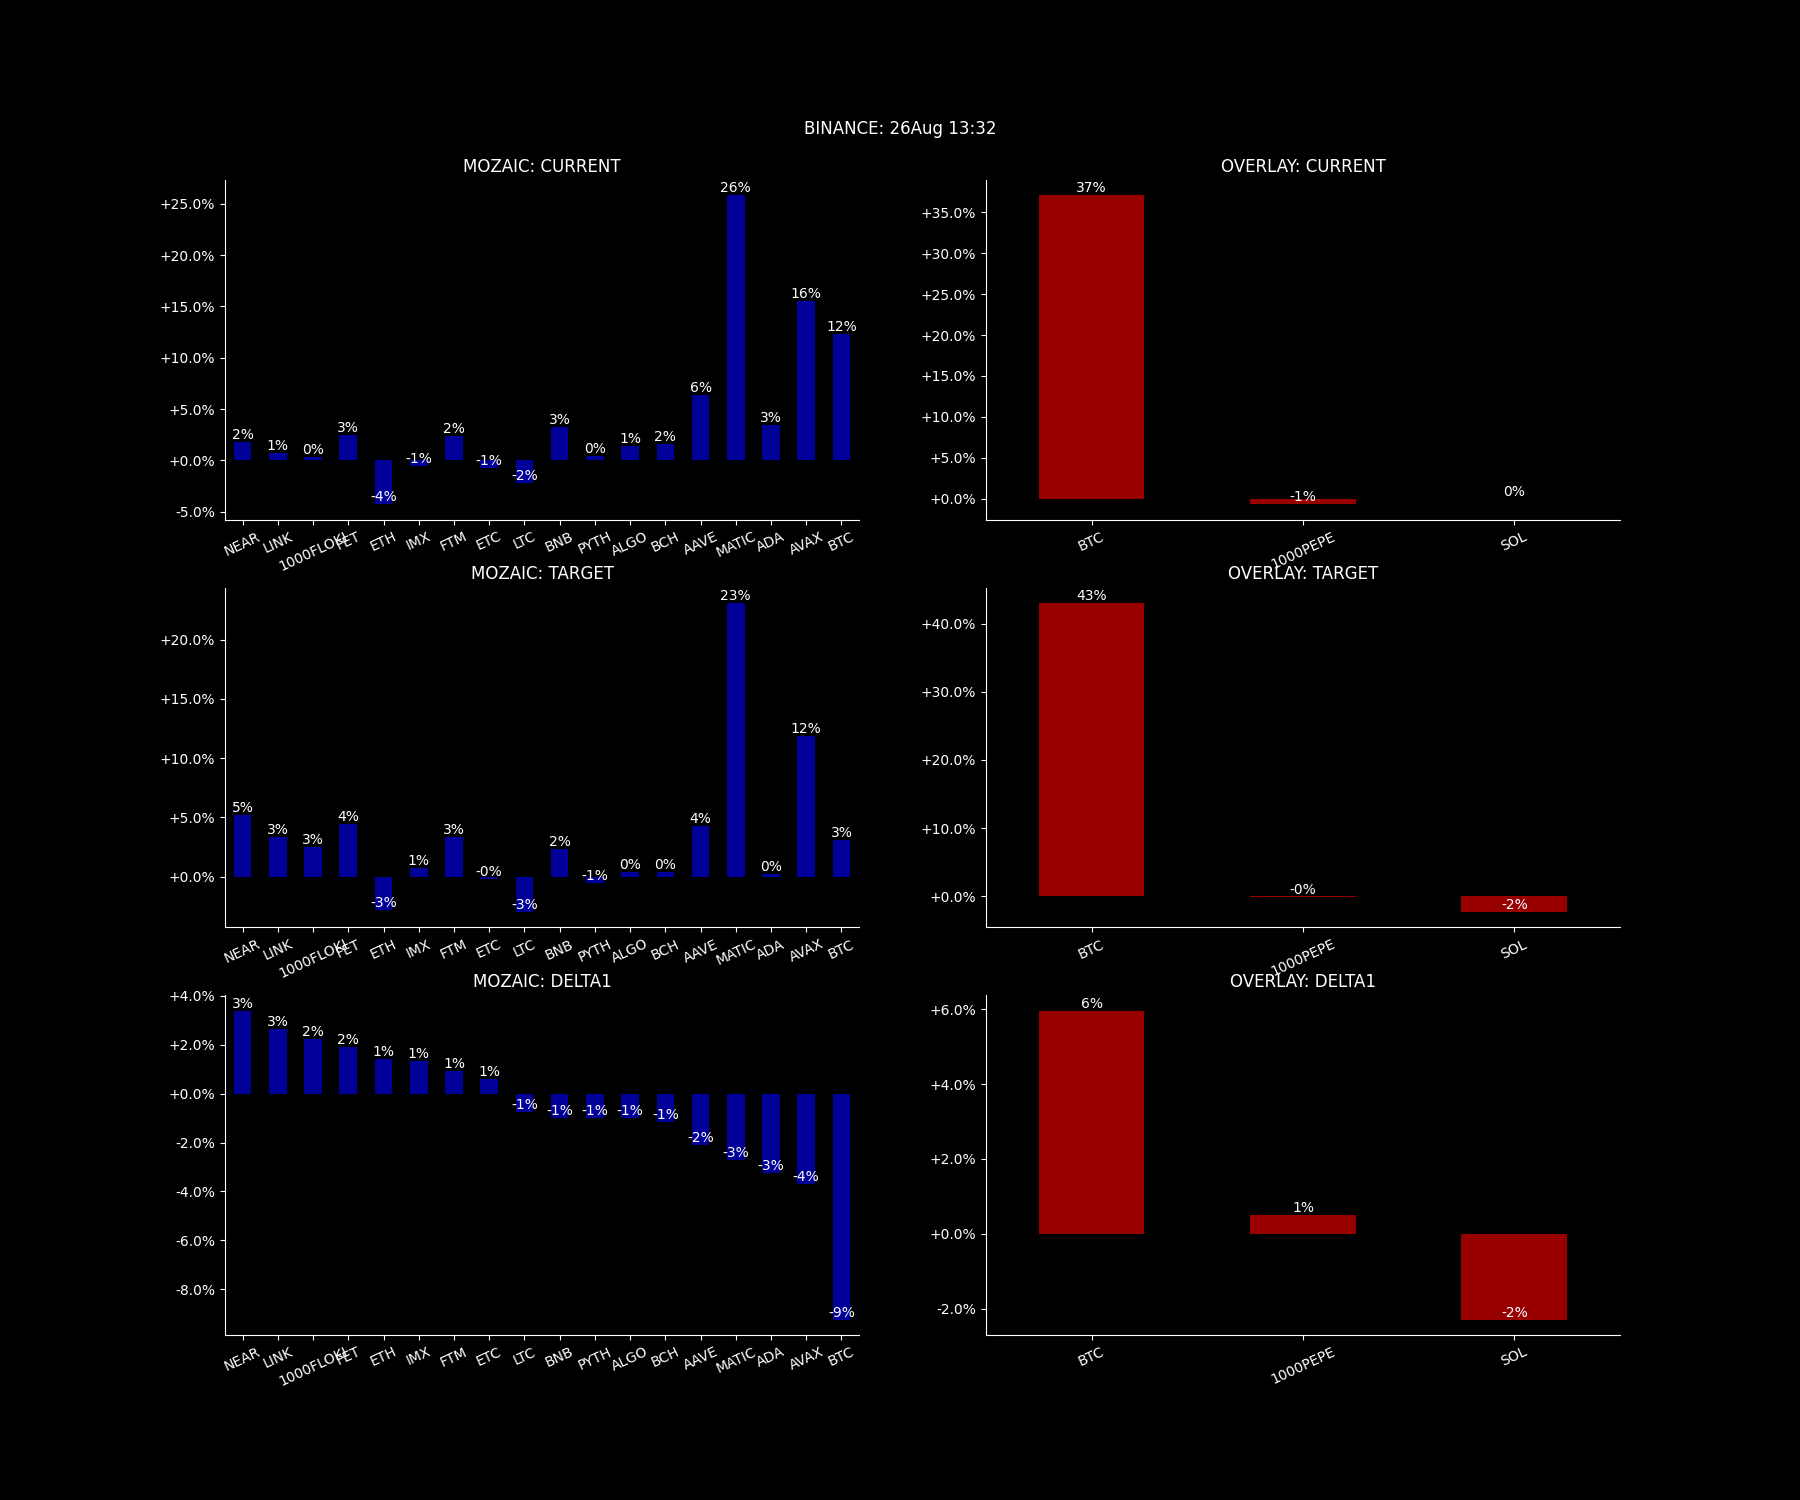 BINANCE: 26Aug 13:32
MOZAIC: CURRENT
+25.0%
+20.0%
+15.0%
+10.0%
+5.0%
+0.0%
-5.0%
2% 1% 0% 3% -4% -1% 2% -1% -2% 3% 0% 1% 2% 6% 26% 3% 16% 12%
NEAR LINK 1000FLOKI FET ETH IMX FTM ETC LTC BNB PYTH ALGO BCH AAVE MATIC ADA AVAX BTC
OVERLAY: CURRENT
+35.0%
+30.0%
+25.0%
+20.0%
+15.0%
+10.0%
+5.0%
+0.0%
37% -1% 0%
BTC 1000PEPE SOL
MOZAIC: TARGET
+20.0%
+15.0%
+10.0%
+5.0%
+0.0%
5% 3% 3% 4% -3% 1% 3% -0% -3% 2% -1% 0% 0% 4% 23% 0% 12% 3%
NEAR LINK 1000FLOKI FET ETH IMX FTM ETC LTC BNB PYTH ALGO BCH AAVE MATIC ADA AVAX BTC
OVERLAY: TARGET
+40.0%
+30.0%
+20.0%
+10.0%
+0.0%
43% -0% -2%
BTC 1000PEPE SOL
MOZAIC: DELTA1
+4.0%
+2.0%
+0.0%
-2.0%
-4.0%
-6.0%
-8.0%
3% 3% 2% 2% 1% 1% 1% 1% -1% -1% -1% -1% -1% -2% -3% -3% -4% -9%
NEAR LINK 1000FLOKI FET ETH IMX FTM ETC LTC BNB PYTH ALGO BCH AAVE MATIC ADA AVAX BTC
OVERLAY: DELTA1
+6.0%
+4.0%
+2.0%
+0.0%
-2.0%
6% 1% -2%
BTC 1000PEPE SOL